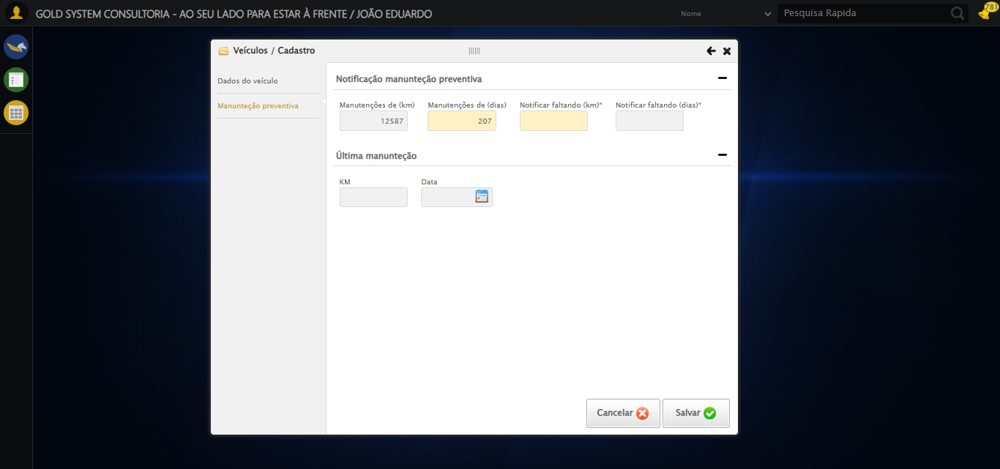 GOLD SYSTEM CONSULTORIA - AO SEU LADO PARA ESTAR À FRENTE / JOÃO EDUARDO
Nome
Pesquisa Rapida
781
Veículos / Cadastro
Dados do veículo
Manunteção preventiva
Notificação manunteção preventiva
Manutenções de (km) Manutenções de (dias) Notificar faltando (km)* Notificar faltando (dias)*
12587 207
Última manunteção
KM Data
Cancelar Salvar